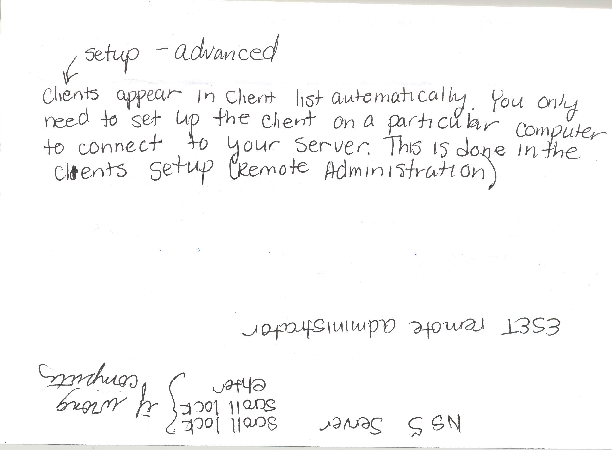 setup - advanced
Clients appear in client list automatically. You only
need to set up the client on a particular computer
to connect to your server. This is done in the
clients setup (Remote Administration)
NSS Server scroll lock
scroll lock } if wrong
enter computer
ESET remote administrator